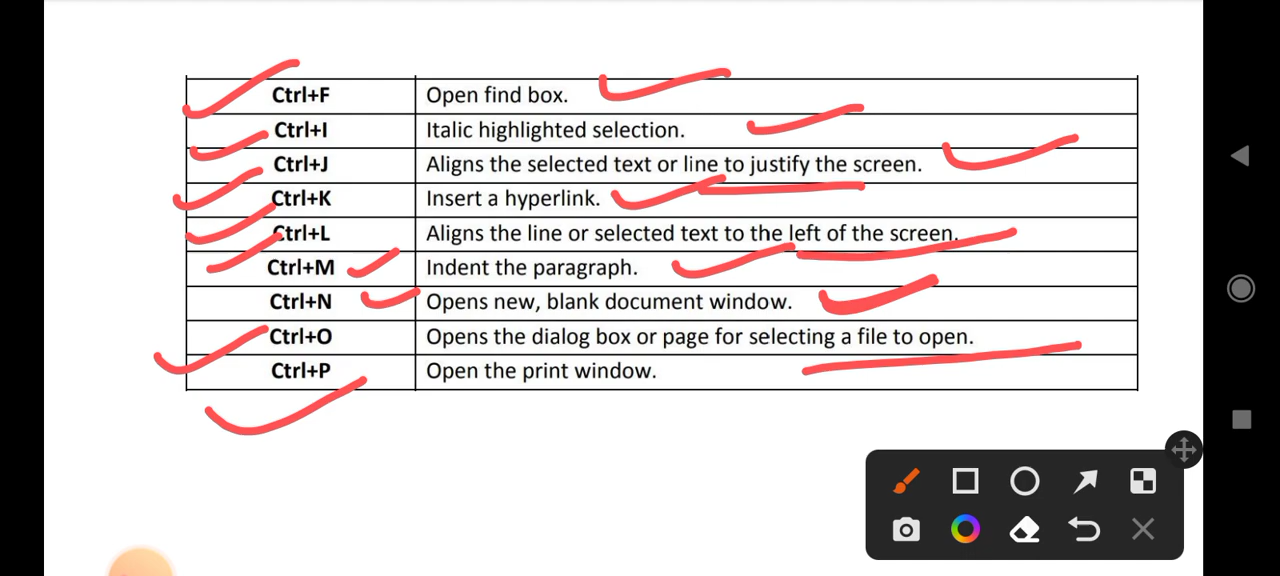 Ctrl+F Open find box.
Ctrl+I Italic highlighted selection.
Ctrl+J Aligns the selected text or line to justify the screen.
Ctrl+K Insert a hyperlink.
Ctrl+L Aligns the line or selected text to the left of the screen.
Ctrl+M Indent the paragraph.
Ctrl+N Opens new, blank document window.
Ctrl+O Opens the dialog box or page for selecting a file to open.
Ctrl+P Open the print window.